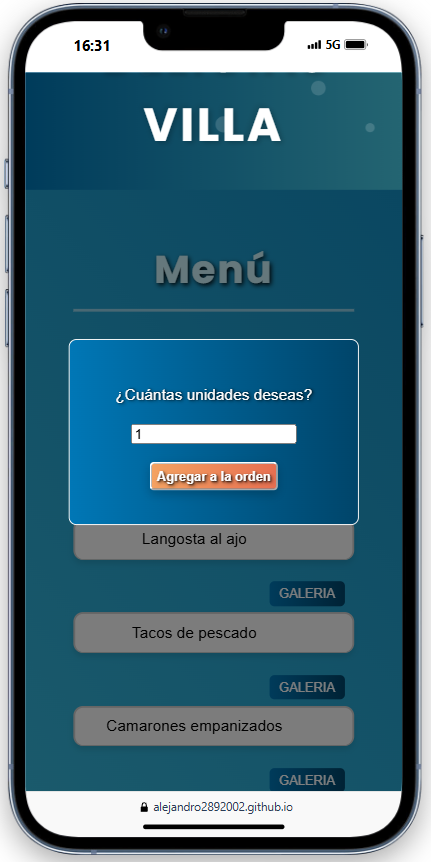 16:31
5G
VILLA
Menú
¿Cuántas unidades deseas?
1
Agregar a la orden
Langosta al ajo
GALERIA
Tacos de pescado
GALERIA
Camarones empanizados
GALERIA
alejandro2892002.github.io